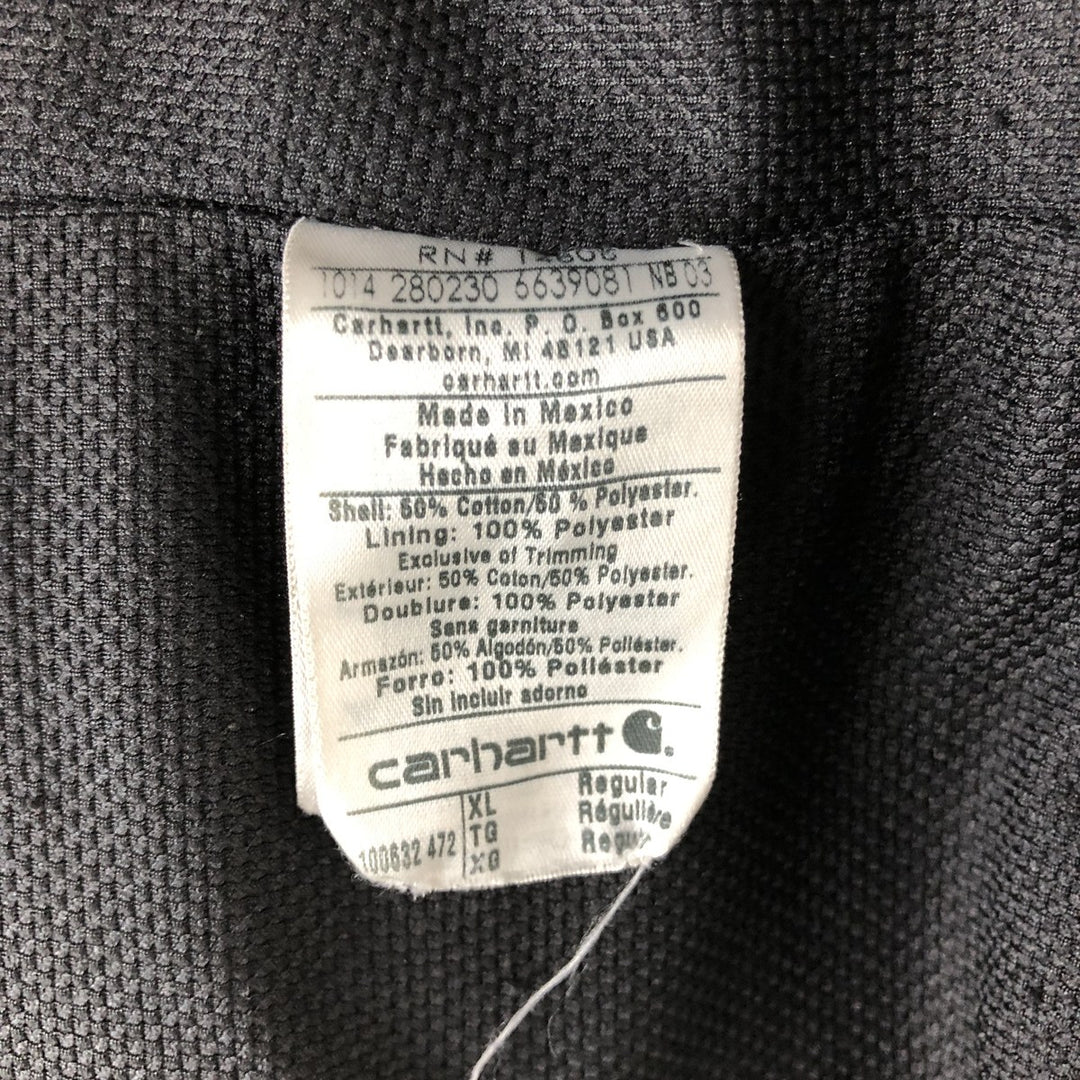 RN#
1014 280230 6639081 NB 03
Carhartt, Inc. P. O. Box 600
Dearborn, MI 48121 USA
carhartt.com
Made in Mexico
Fabriqué au Mexique
Hecho en México
Shell: 50% Cotton/50 % Polyester.
Lining: 100% Polyester
Exclusive of Trimming
Extérieur: 50% Coton/50% Polyester.
Doublure: 100% Polyester
Sans garniture
Armazón: 50% Algodón/50% Poliéster.
Forro: 100% Poliéster
Sin incluir adorno
carhartt
XL Regular
TG Régulière
100632 472 XG Regular